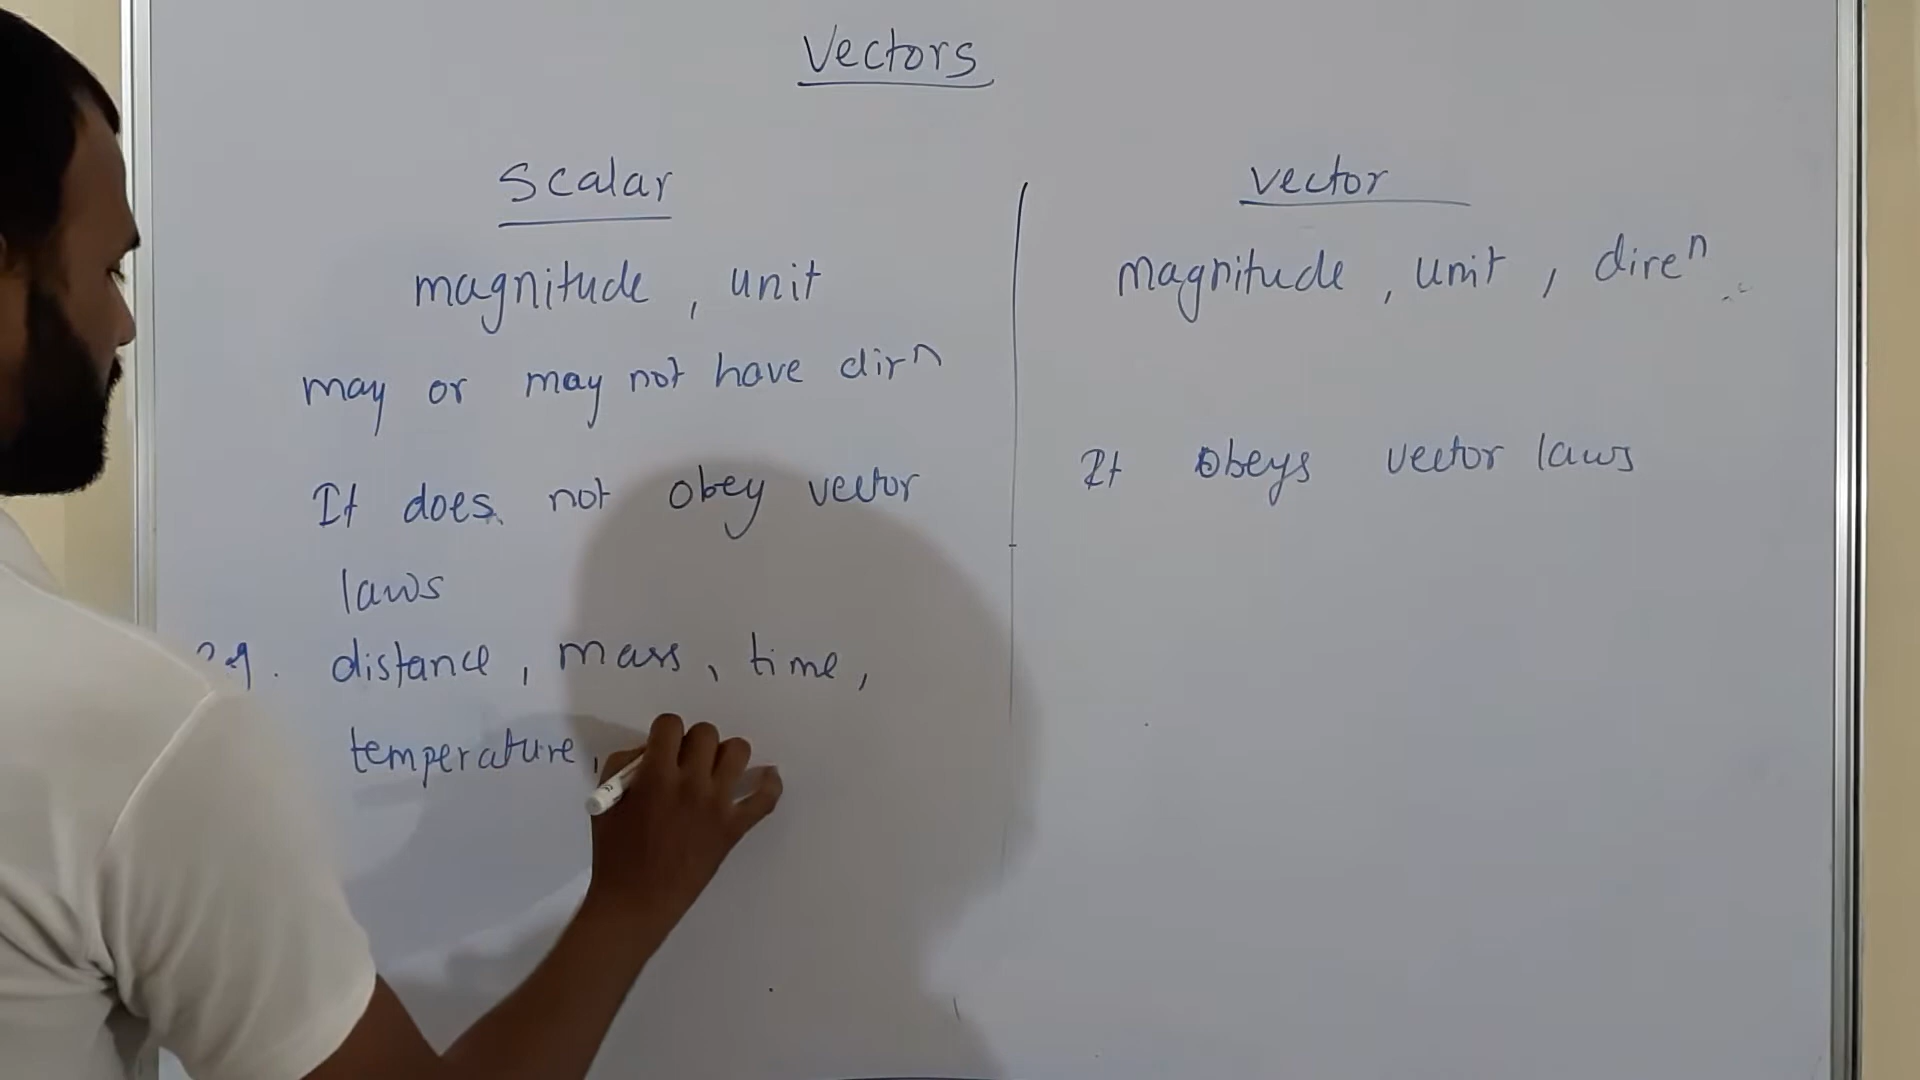 Vectors
Scalar
magnitude, unit
may or may not have dirⁿ
It does not obey vector
laws
eg. distance, mass, time,
temperature,
vector
magnitude, unit, direⁿ
It obeys vector laws